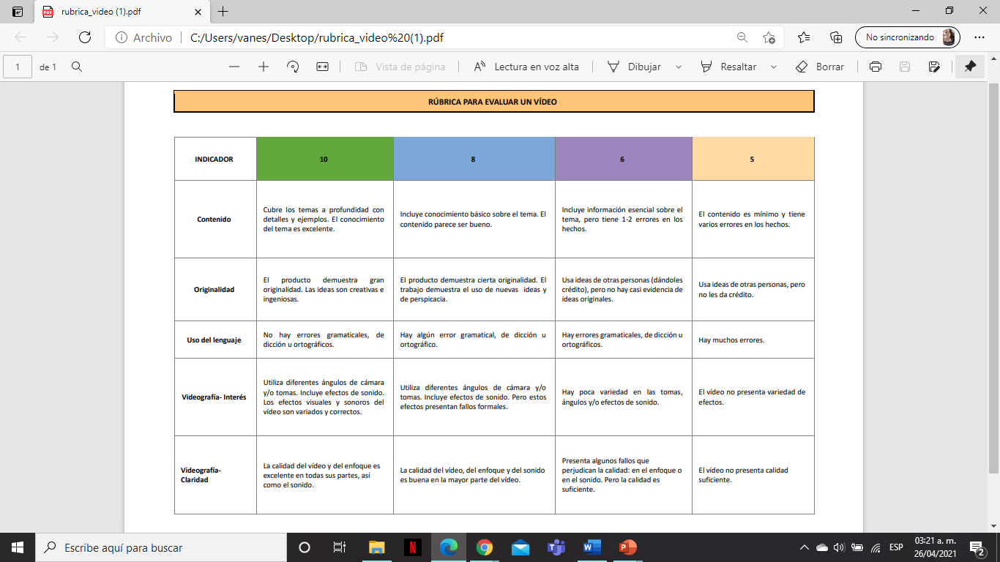 rubrica_video (1).pdf
Archivo
C:/Users/vanes/Desktop/rubrica_video%20(1).pdf
No sincronizando
1
de 1
Vista de página
Lectura en voz alta
Dibujar
Resaltar
Borrar
RÚBRICA PARA EVALUAR UN VÍDEO
INDICADOR
10
8
6
5
Contenido
Cubre los temas a profundidad con
detalles y ejemplos. El conocimiento
del tema es excelente.
Incluye conocimiento básico sobre el tema. El
contenido parece ser bueno.
Incluye información esencial sobre el
tema, pero tiene 1-2 errores en los
hechos.
El contenido es mínimo y tiene
varios errores en los hechos.
Originalidad
El producto demuestra gran
originalidad. Las ideas son creativas e
ingeniosas.
El producto demuestra cierta originalidad. El
trabajo demuestra el uso de nuevas ideas y
de perspicacia.
Usa ideas de otras personas (dándoles
crédito), pero no hay casi evidencia de
ideas originales.
Usa ideas de otras personas, pero
no les da crédito.
Uso del lenguaje
No hay errores gramaticales, de
dicción u ortográficos.
Hay algún error gramatical, de dicción u
ortográfico.
Hay errores gramaticales, de dicción u
ortográficos.
Hay muchos errores.
Videografía- Interés
Utiliza diferentes ángulos de cámara
y/o tomas. Incluye efectos de sonido.
Los efectos visuales y sonoros del
vídeo son variados y correctos.
Utiliza diferentes ángulos de cámara y/o
tomas. Incluye efectos de sonido. Pero estos
efectos presentan fallos formales.
Hay poca variedad en las tomas,
ángulos y/o efectos de sonido.
El vídeo no presenta variedad de
efectos.
Vídeografía-
Claridad
La calidad del vídeo y del enfoque es
excelente en todas sus partes, así
como el sonido.
La calidad del vídeo, del enfoque y del sonido
es buena en la mayor parte del vídeo.
Presenta algunos fallos que
perjudican la calidad: en el enfoque o
en el sonido. Pero la calidad es
suficiente.
El vídeo no presenta calidad
suficiente.
Escribe aquí para buscar
ESP
03:21 a. m.
26/04/2021
2